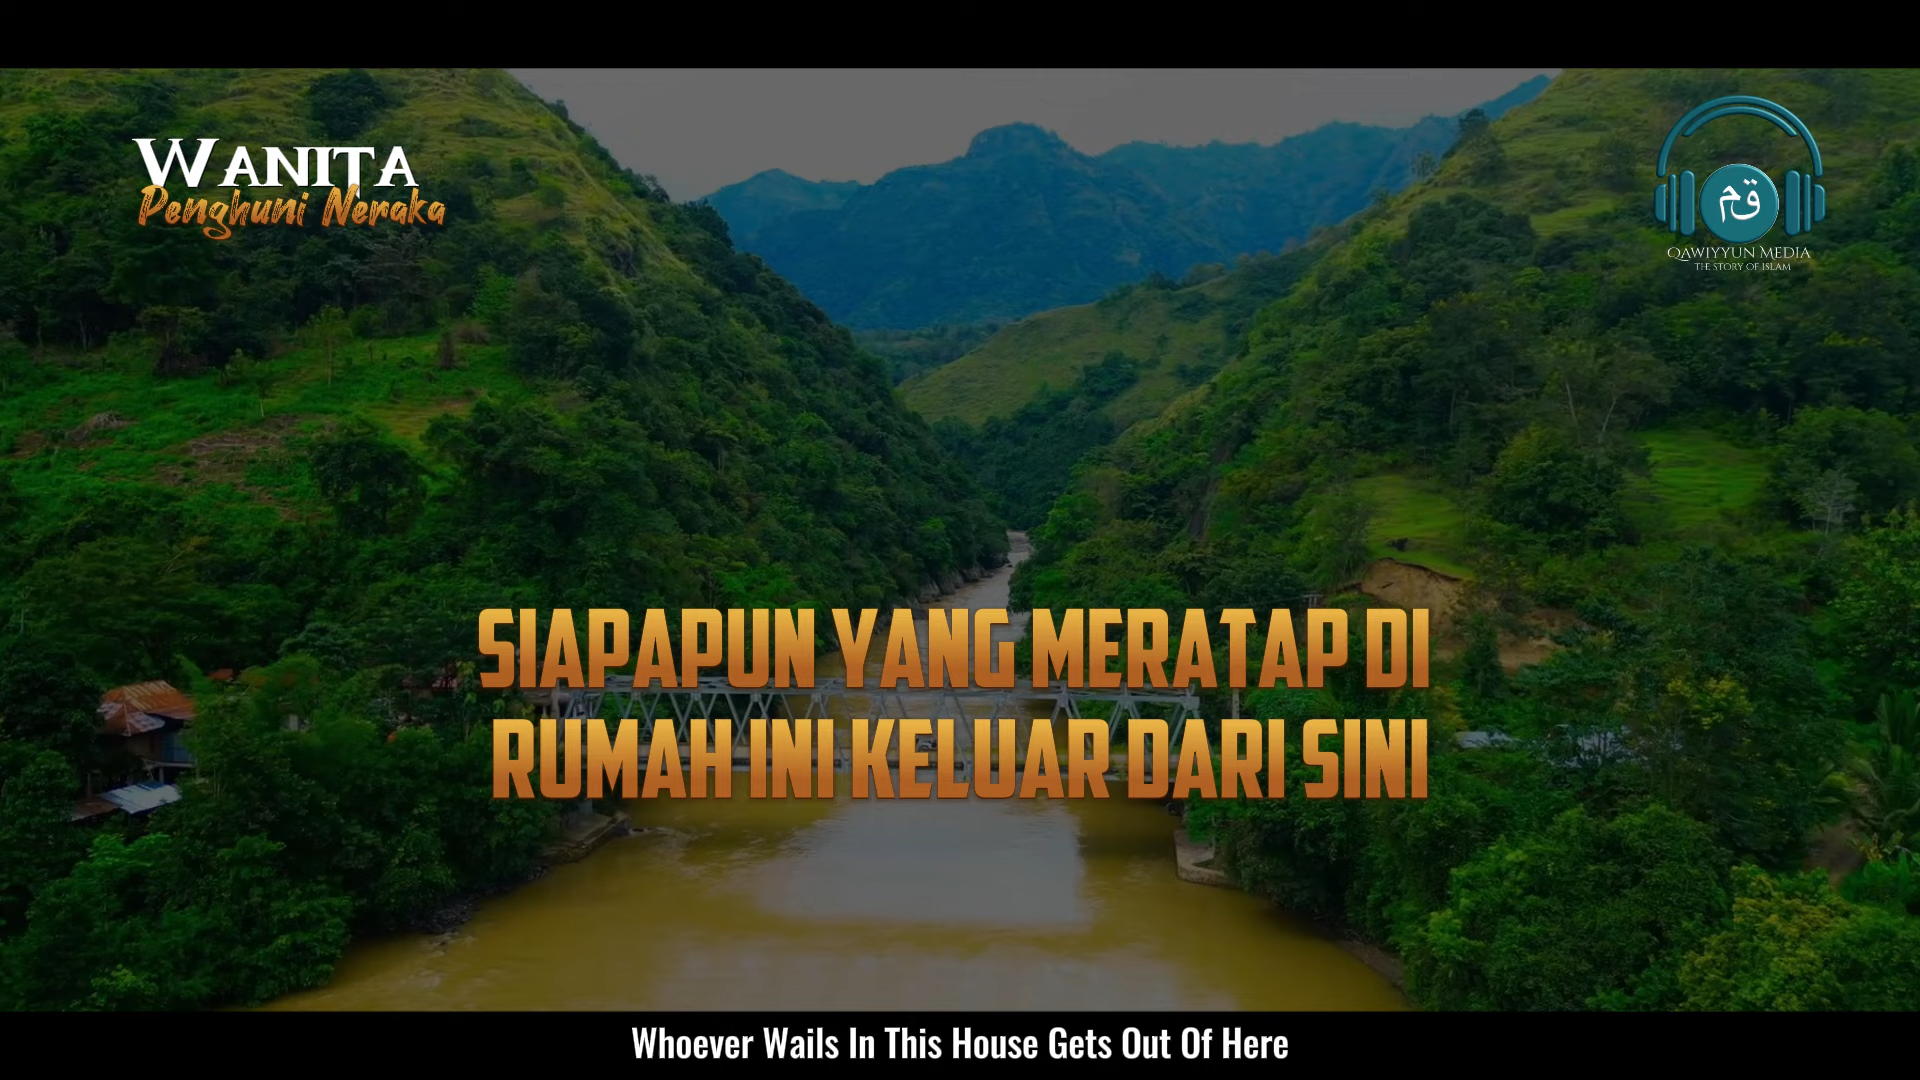 WANITA
Penghuni Neraka
قم
QAWIYYUN MEDIA
THE STORY OF ISLAM
SIAPAPUN YANG MERATAP DI
RUMAH INI KELUAR DARI SINI
Whoever Wails In This House Gets Out Of Here